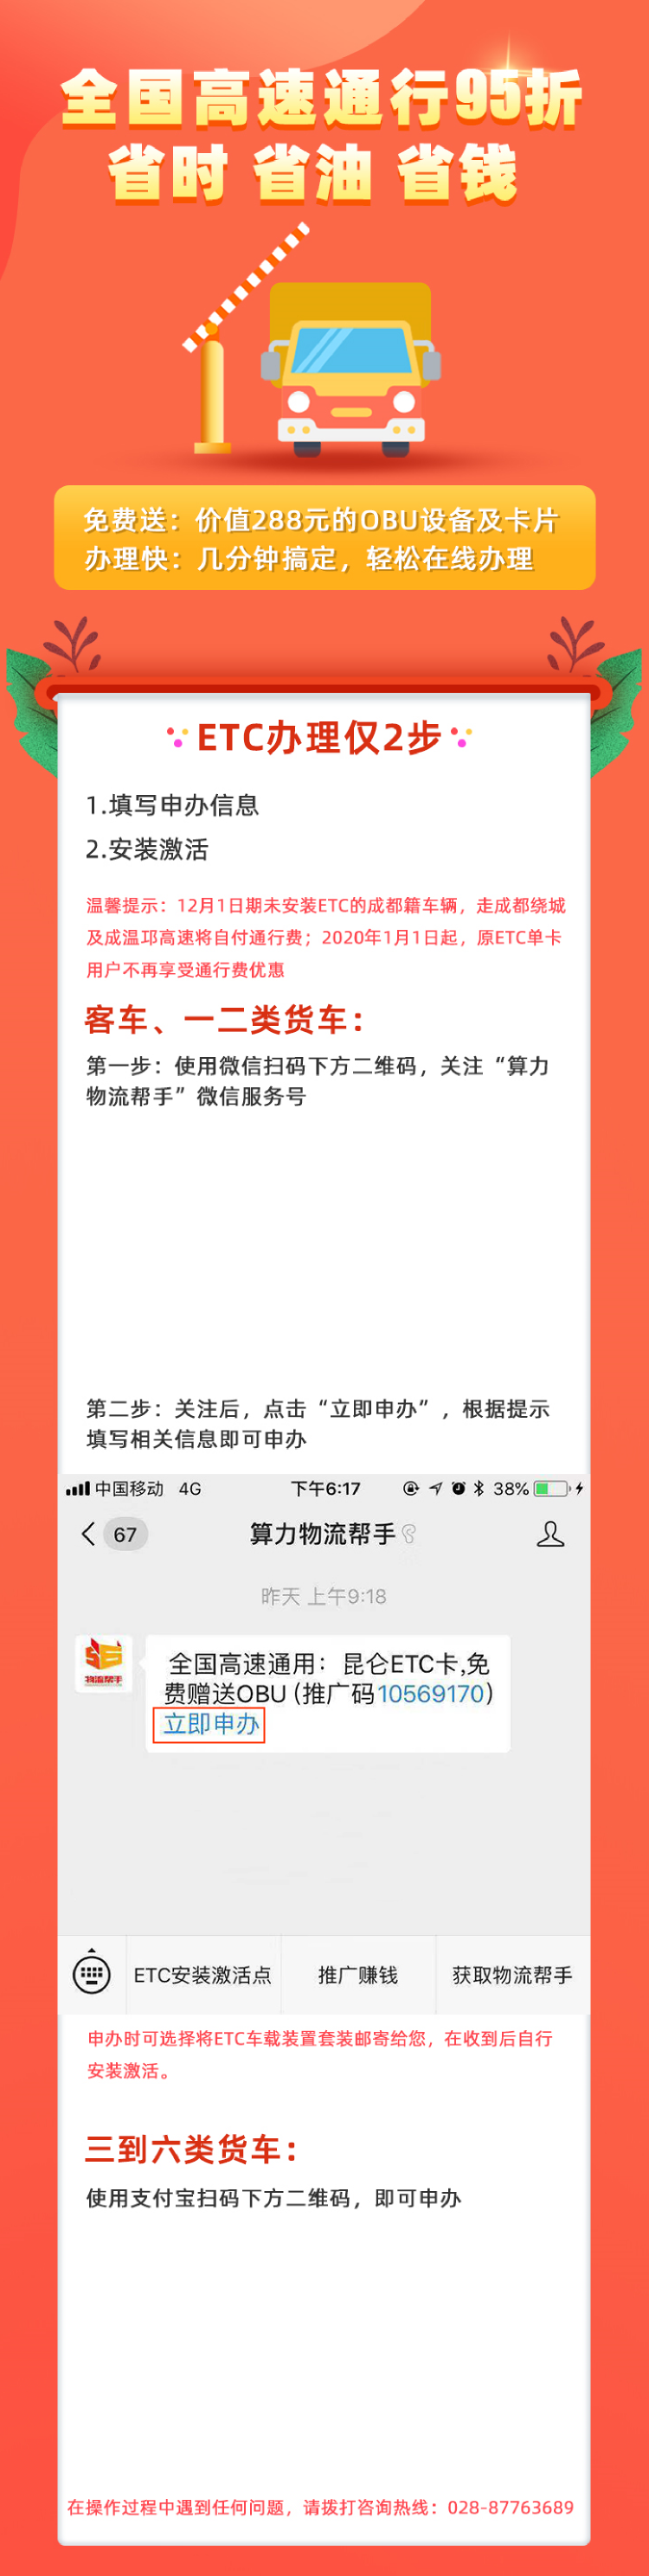 全国高速通行95折
省时 省油 省钱
免费送：价值288元的OBU设备及卡片
办理快：几分钟搞定，轻松在线办理
ETC办理仅2步
1.填写申办信息
2.安装激活
温馨提示：12月1日期未安装ETC的成都籍车辆，走成都绕城
及成温邛高速将自付通行费；2020年1月1日起，原ETC单卡
用户不再享受通行费优惠
客车、一二类货车：
第一步：使用微信扫码下方二维码，关注“算力
物流帮手”微信服务号
第二步：关注后，点击“立即申办”，根据提示
填写相关信息即可申办
中国移动 4G 下午6:17 38%
67 算力物流帮手
昨天 上午9:18
物流帮手
全国高速通用：昆仑ETC卡,免
费赠送OBU (推广码10569170)
立即申办
ETC安装激活点 推广赚钱 获取物流帮手
申办时可选择将ETC车载装置套装邮寄给您，在收到后自行
安装激活。
三到六类货车：
使用支付宝扫码下方二维码，即可申办
在操作过程中遇到任何问题，请拨打咨询热线：028-87763689